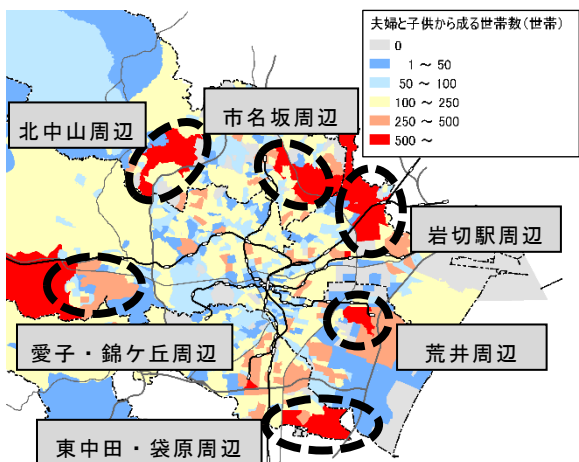 夫婦と子供から成る世帯数(世帯)
0
1 ~ 50
50 ~ 100
100 ~ 250
250 ~ 500
500 ~
北中山周辺
市名坂周辺
岩切駅周辺
愛子・錦ケ丘周辺
荒井周辺
東中田・袋原周辺